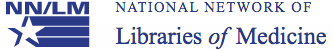 NN/LM
NATIONAL NETWORK OF
Libraries of Medicine